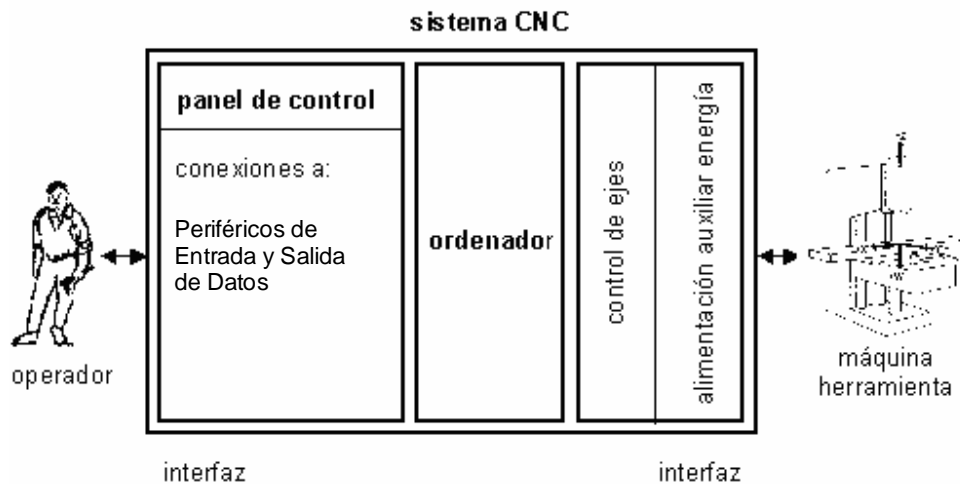 sistema CNC
panel de control
conexiones a:
Periféricos de
Entrada y Salida
de Datos
ordenador
control de ejes
alimentación auxiliar energía
operador
máquina
herramienta
interfaz
interfaz